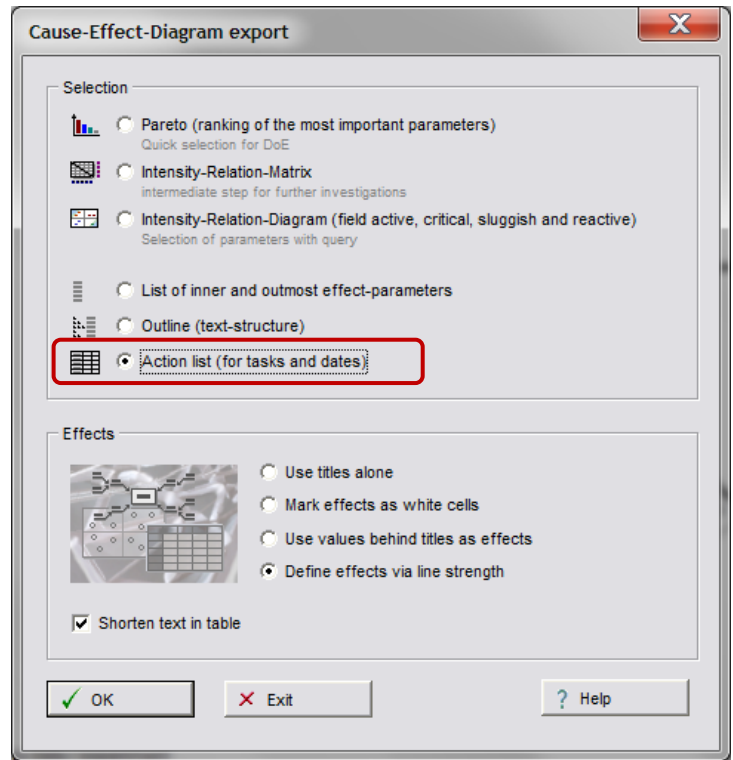 Cause-Effect-Diagram export
Selection
Pareto (ranking of the most important parameters)
Quick selection for DoE
Intensity-Relation-Matrix
intermediate step for further investigations
Intensity-Relation-Diagram (field active, critical, sluggish and reactive)
Selection of parameters with query
List of inner and outmost effect-parameters
Outline (text-structure)
Action list (for tasks and dates)
Effects
Use titles alone
Mark effects as white cells
Use values behind titles as effects
Define effects via line strength
Shorten text in table
OK
Exit
? Help